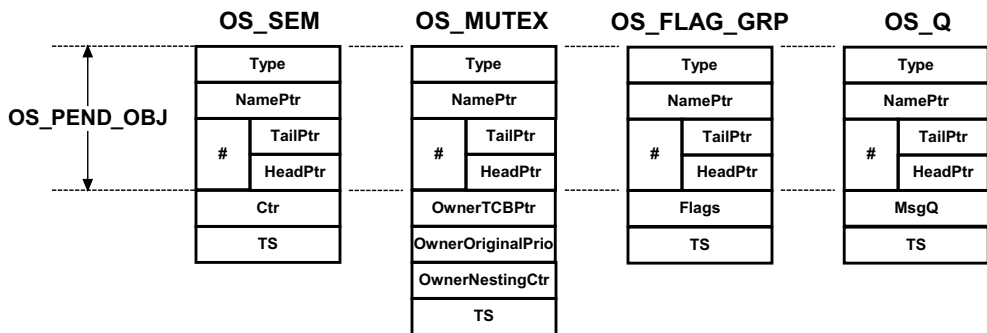 OS_SEM OS_MUTEX OS_FLAG_GRP OS_Q
Type Type Type Type
NamePtr NamePtr NamePtr NamePtr
OS_PEND_OBJ
# TailPtr # TailPtr # TailPtr # TailPtr
HeadPtr HeadPtr HeadPtr HeadPtr
Ctr OwnerTCBPtr Flags MsgQ
TS OwnerOriginalPrio TS TS
OwnerNestingCtr
TS